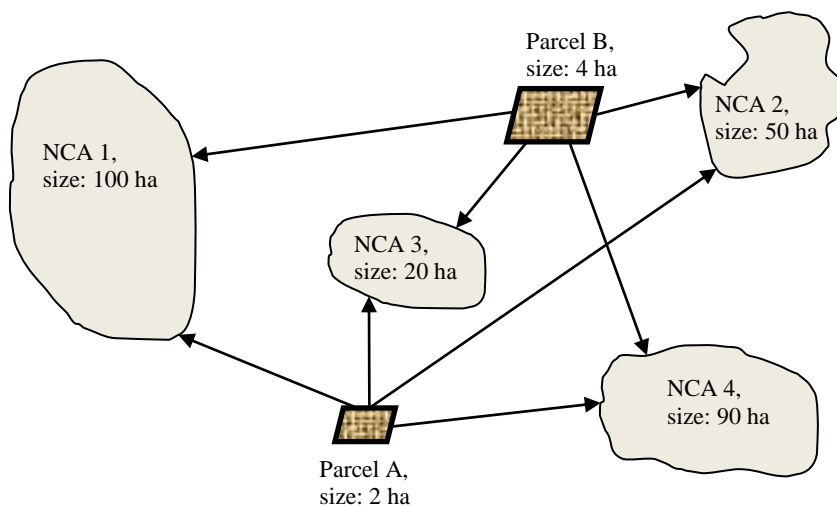 Parcel B,
size: 4 ha
NCA 1,
size: 100 ha
NCA 2,
size: 50 ha
NCA 3,
size: 20 ha
NCA 4,
size: 90 ha
Parcel A,
size: 2 ha